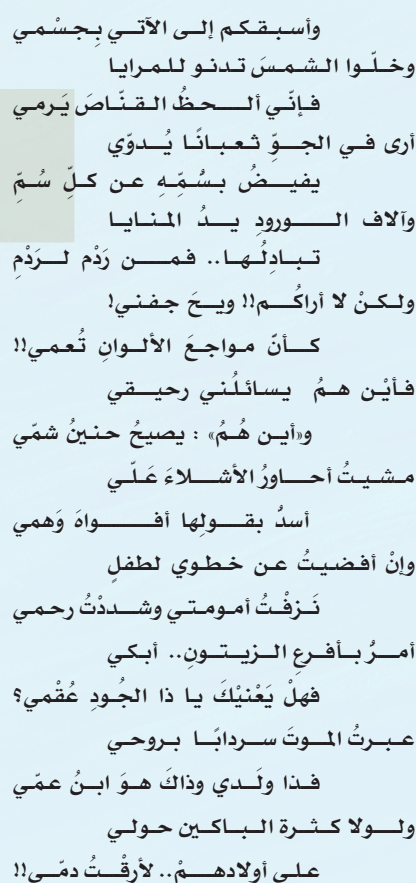 وأسبقكم إلى الآتي بجسْمي
وخلّوا الشمسَ تدنو للمرايا
فإنّي ألحظُ القنّاصَ يَرمي
أرى في الجوّ ثعبانًا يُدوّي
يفيضُ بسُمّهِ عن كلّ سُمّ
وآلاف الورودِ يدُ المنايا
تبادلُها.. فمن رَدْم لرَدْمِ
ولكنْ لا أراكُم!! ويحَ جفني!
كأنّ مواجعَ الألوانِ تُعمي!!
فأيْن همُ يسائلُني رحيقي
و«أين هُمُ» : يصيحُ حنينُ شمّي
مشيتُ أحاورُ الأشلاءَ عَلّي
أسدُّ بقولها أفواهَ وَهمي
وإنْ أفضيتُ عن خطوي لطفلٍ
نَزفْتُ أمومتي وشددْتُ رحمي
أمرُّ بأفرعِ الزيتونِ.. أبكي
فهلْ يَعْنيْكَ يا ذا الجُودِ عُقْمي؟
عبرتُ الموتَ سردابًا بروحي
فذا ولَدي وذاكَ هوَ ابنُ عمّي
ولولا كثرة الباكين حولي
على أولادهمْ.. لأرقْتُ دمّي!!